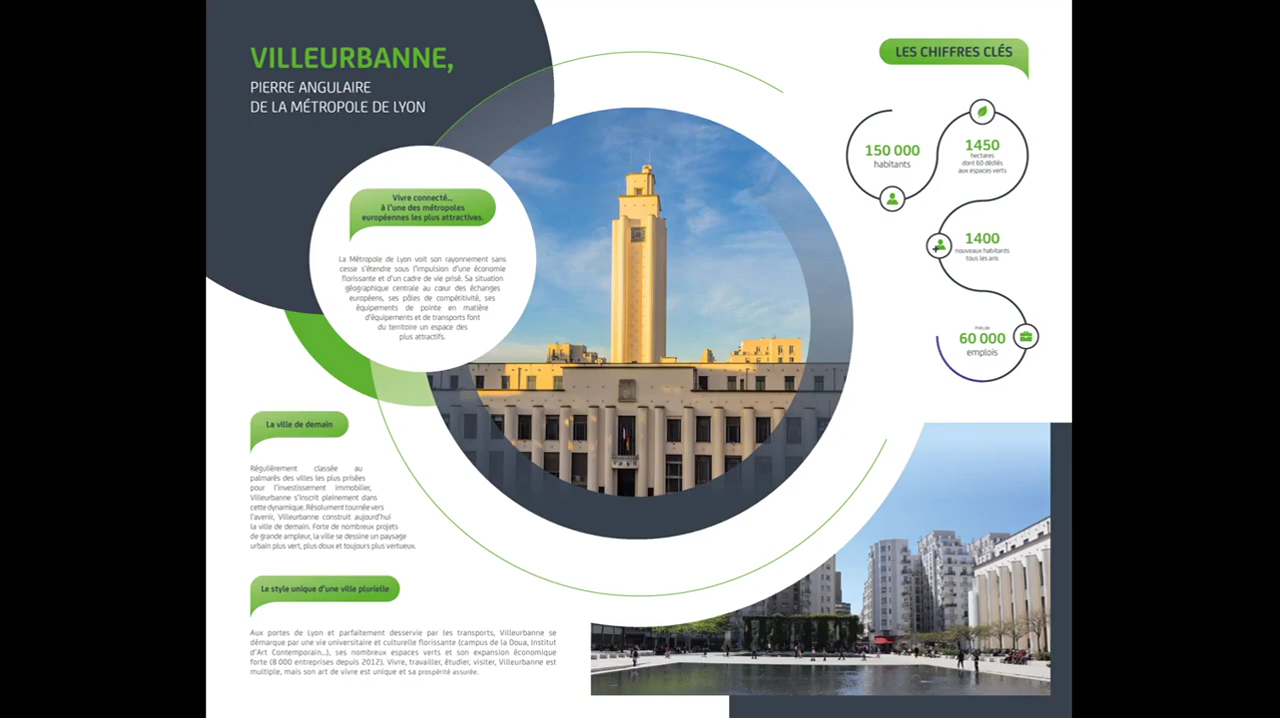 VILLEURBANNE,
PIERRE ANGULAIRE
DE LA MÉTROPOLE DE LYON
Vivre connecté...
à l'une des métropoles
européennes les plus attractives.
La Métropole de Lyon voit son rayonnement sans
cesse s'étendre sous l'impulsion d'une économie
florissante et d'un cadre de vie prisé. Sa situation
géographique centrale au cœur des échanges
européens, ses pôles de compétitivité, ses
équipements de pointe en matière
d'équipements et de transports font
du territoire un espace des
plus attractifs.
La ville de demain
Régulièrement classée au
palmarès des villes les plus prisées
pour l'investissement immobilier,
Villeurbanne s'inscrit pleinement dans
cette dynamique. Résolument tournée vers
l'avenir, Villeurbanne construit aujourd'hui
la ville de demain. Forte de nombreux projets
de grande ampleur, la ville se dessine un paysage
urbain plus vert, plus doux et toujours plus vertueux.
Le style unique d'une ville plurielle
Aux portes de Lyon et parfaitement desservie par les transports, Villeurbanne se
démarque par une vie universitaire et culturelle florissante (campus de la Doua, Institut
d'Art Contemporain...), ses nombreux espaces verts et son expansion économique
forte (8 000 entreprises depuis 2012). Vivre, travailler, étudier, visiter, Villeurbanne est
multiple, mais son art de vivre est unique et sa prospérité assurée.
LES CHIFFRES CLÉS
150 000
habitants
1450
hectares
dont 60 dédiés
aux espaces verts
1400
nouveaux habitants
tous les ans
Près de
60 000
emplois